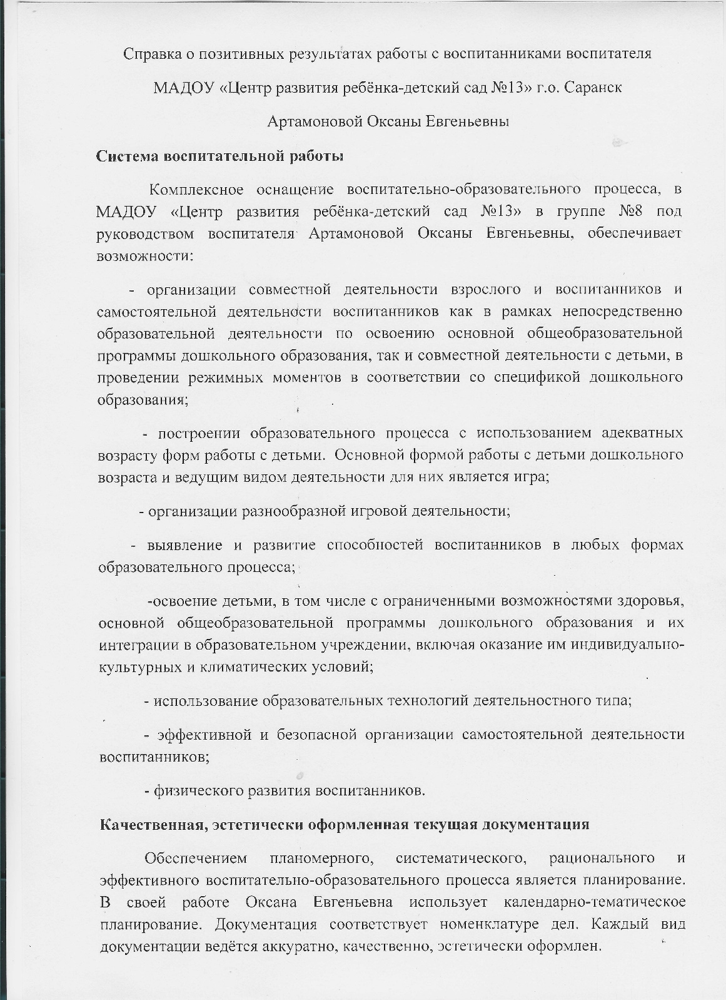 Справка о позитивных результатах работы с воспитанниками воспитателя
МАДОУ «Центр развития ребёнка-детский сад №13» г.о. Саранск
Артамоновой Оксаны Евгеньевны
Система воспитательной работы
Комплексное оснащение воспитательно-образовательного процесса, в
МАДОУ «Центр развития ребёнка-детский сад №13» в группе №8 под
руководством воспитателя Артамоновой Оксаны Евгеньевны, обеспечивает
возможности:
- организации совместной деятельности взрослого и воспитанников и
самостоятельной деятельности воспитанников как в рамках непосредственно
образовательной деятельности по освоению основной общеобразовательной
программы дошкольного образования, так и совместной деятельности с детьми, в
проведении режимных моментов в соответствии со спецификой дошкольного
образования;
- построении образовательного процесса с использованием адекватных
возрасту форм работы с детьми. Основной формой работы с детьми дошкольного
возраста и ведущим видом деятельности для них является игра;
- организации разнообразной игровой деятельности;
- выявление и развитие способностей воспитанников в любых формах
образовательного процесса;
-освоение детьми, в том числе с ограниченными возможностями здоровья,
основной общеобразовательной программы дошкольного образования и их
интеграции в образовательном учреждении, включая оказание им индивидуально-
культурных и климатических условий;
- использование образовательных технологий деятельностного типа;
- эффективной и безопасной организации самостоятельной деятельности
воспитанников;
- физического развития воспитанников.
Качественная, эстетически оформленная текущая документация
Обеспечением планомерного, систематического, рационального и
эффективного воспитательно-образовательного процесса является планирование.
В своей работе Оксана Евгеньевна использует календарно-тематическое
планирование. Документация соответствует номенклатуре дел. Каждый вид
документации ведётся аккуратно, качественно, эстетически оформлен.